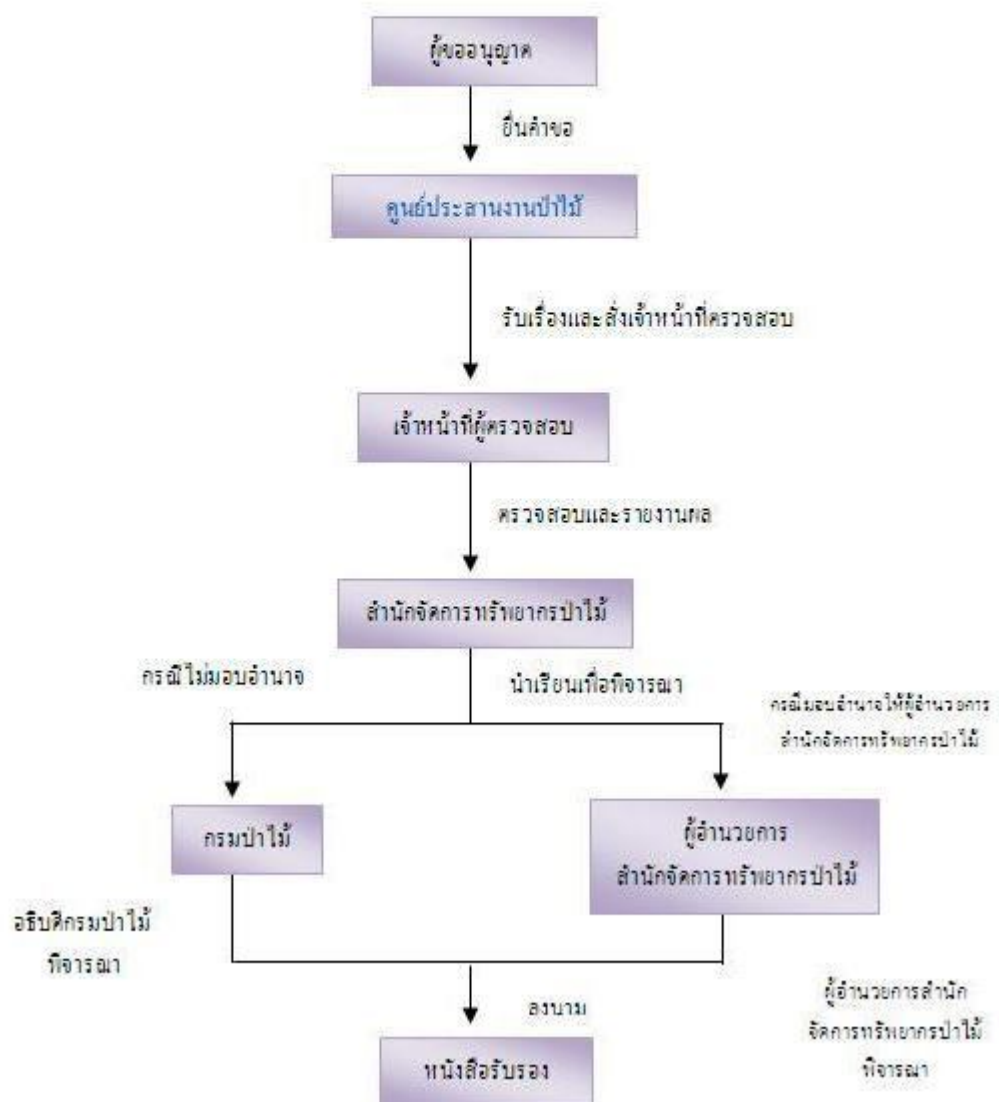 ผู้ขออนุญาต
ยื่นคำขอ
ศูนย์ประสานงานป่าไม้
รับเรื่องและสั่งเจ้าหน้าที่ตรวจสอบ
เจ้าหน้าที่ผู้ตรวจสอบ
ตรวจสอบและรายงานผล
สำนักจัดการทรัพยากรป่าไม้
กรณีไม่มอบอำนาจ
นำเรียนเพื่อพิจารณา
กรณีมอบอำนาจให้ผู้อำนวยการ
สำนักจัดการทรัพยากรป่าไม้
กรมป่าไม้
ผู้อำนวยการ
สำนักจัดการทรัพยากรป่าไม้
อธิบดีกรมป่าไม้
พิจารณา
ผู้อำนวยการสำนัก
จัดการทรัพยากรป่าไม้
พิจารณา
ลงนาม
หนังสือรับรอง